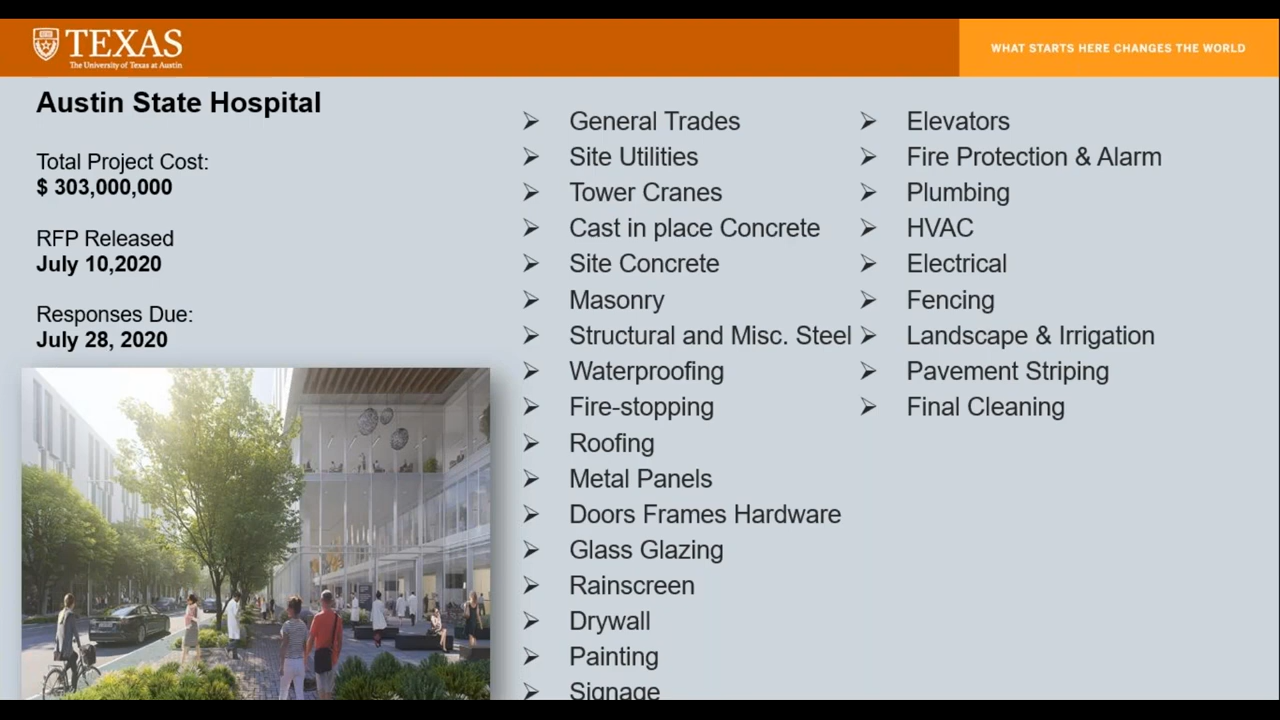 TEXAS
The University of Texas at Austin
WHAT STARTS HERE CHANGES THE WORLD
Austin State Hospital
Total Project Cost:
$ 303,000,000
RFP Released
July 10,2020
Responses Due:
July 28, 2020
General Trades
Site Utilities
Tower Cranes
Cast in place Concrete
Site Concrete
Masonry
Structural and Misc. Steel
Waterproofing
Fire-stopping
Roofing
Metal Panels
Doors Frames Hardware
Glass Glazing
Rainscreen
Drywall
Painting
Signage
Elevators
Fire Protection & Alarm
Plumbing
HVAC
Electrical
Fencing
Landscape & Irrigation
Pavement Striping
Final Cleaning